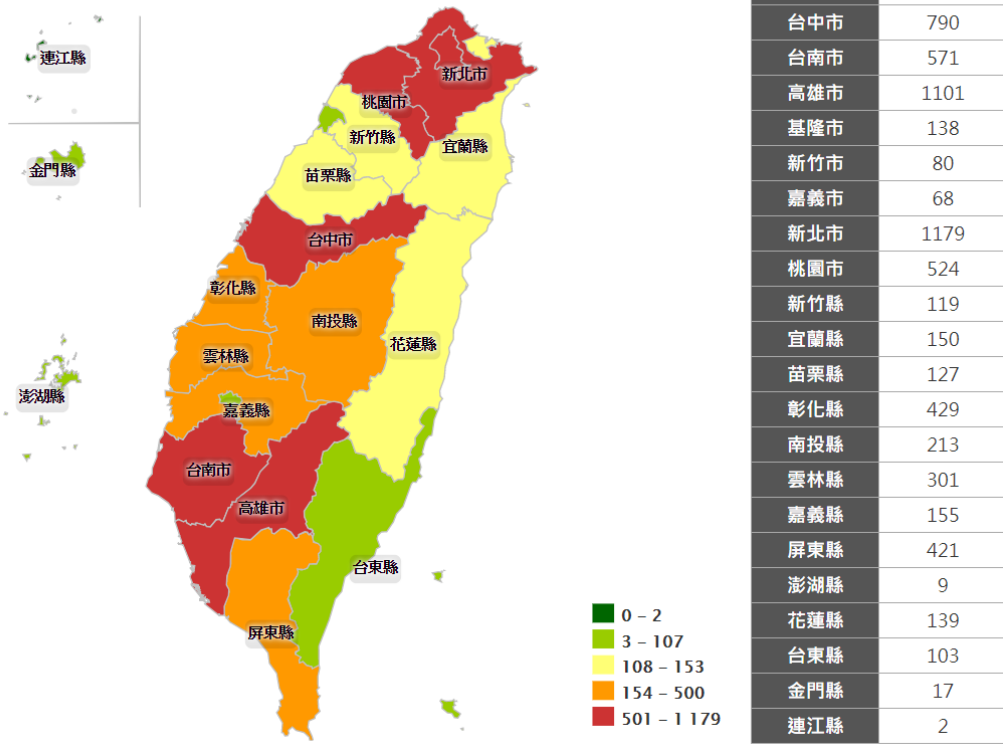 連江縣
金門縣
澎湖縣
新北市
桃園市
新竹縣
宜蘭縣
苗栗縣
台中市
彰化縣
南投縣
花蓮縣
雲林縣
嘉義縣
台南市
高雄市
台東縣
屏東縣
0 – 2
3 – 107
108 – 153
154 – 500
501 – 1 179
台中市 790
台南市 571
高雄市 1101
基隆市 138
新竹市 80
嘉義市 68
新北市 1179
桃園市 524
新竹縣 119
宜蘭縣 150
苗栗縣 127
彰化縣 429
南投縣 213
雲林縣 301
嘉義縣 155
屏東縣 421
澎湖縣 9
花蓮縣 139
台東縣 103
金門縣 17
連江縣 2